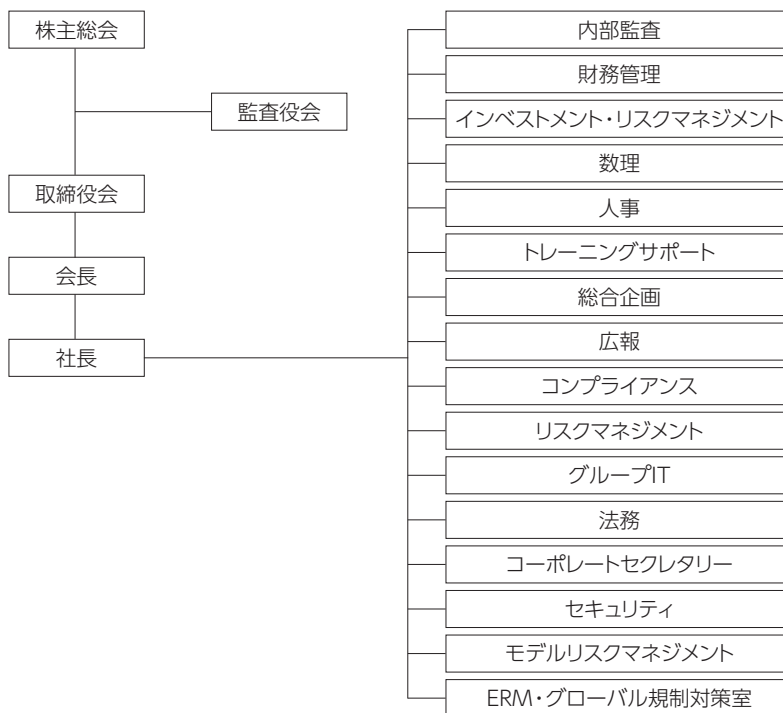 株主総会
監査役会
取締役会
会長
社長
内部監査
財務管理
インベストメント・リスクマネジメント
数理
人事
トレーニングサポート
総合企画
広報
コンプライアンス
リスクマネジメント
グループIT
法務
コーポレートセクレタリー
セキュリティ
モデルリスクマネジメント
ERM・グローバル規制対策室